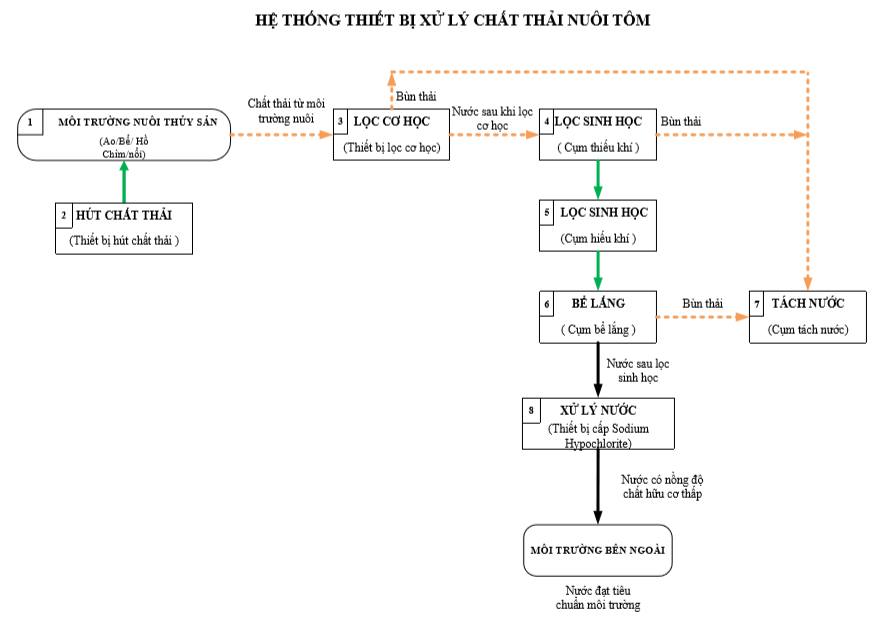 HỆ THỐNG THIẾT BỊ XỬ LÝ CHẤT THẢI NUÔI TÔM
1
MÔI TRƯỜNG NUÔI THỦY SẢN
(Ao/Bể/ Hồ
Chìm/nổi)
Chất thải từ môi
trường nuôi
2
HÚT CHẤT THẢI
(Thiết bị hút chất thải )
Bùn thải
3
LỌC CƠ HỌC
(Thiết bị lọc cơ học)
Nước sau khi lọc
cơ học
4
LỌC SINH HỌC
( Cụm thiếu khí )
Bùn thải
5
LỌC SINH HỌC
(Cụm hiếu khí )
6
BỂ LẮNG
( Cụm bể lắng )
Bùn thải
7
TÁCH NƯỚC
(Cụm tách nước)
Nước sau lọc
sinh học
8
XỬ LÝ NƯỚC
(Thiết bị cấp Sodium
Hypochlorite)
Nước có nồng độ
chất hữu cơ thấp
MÔI TRƯỜNG BÊN NGOÀI
Nước đạt tiêu
chuẩn môi trường